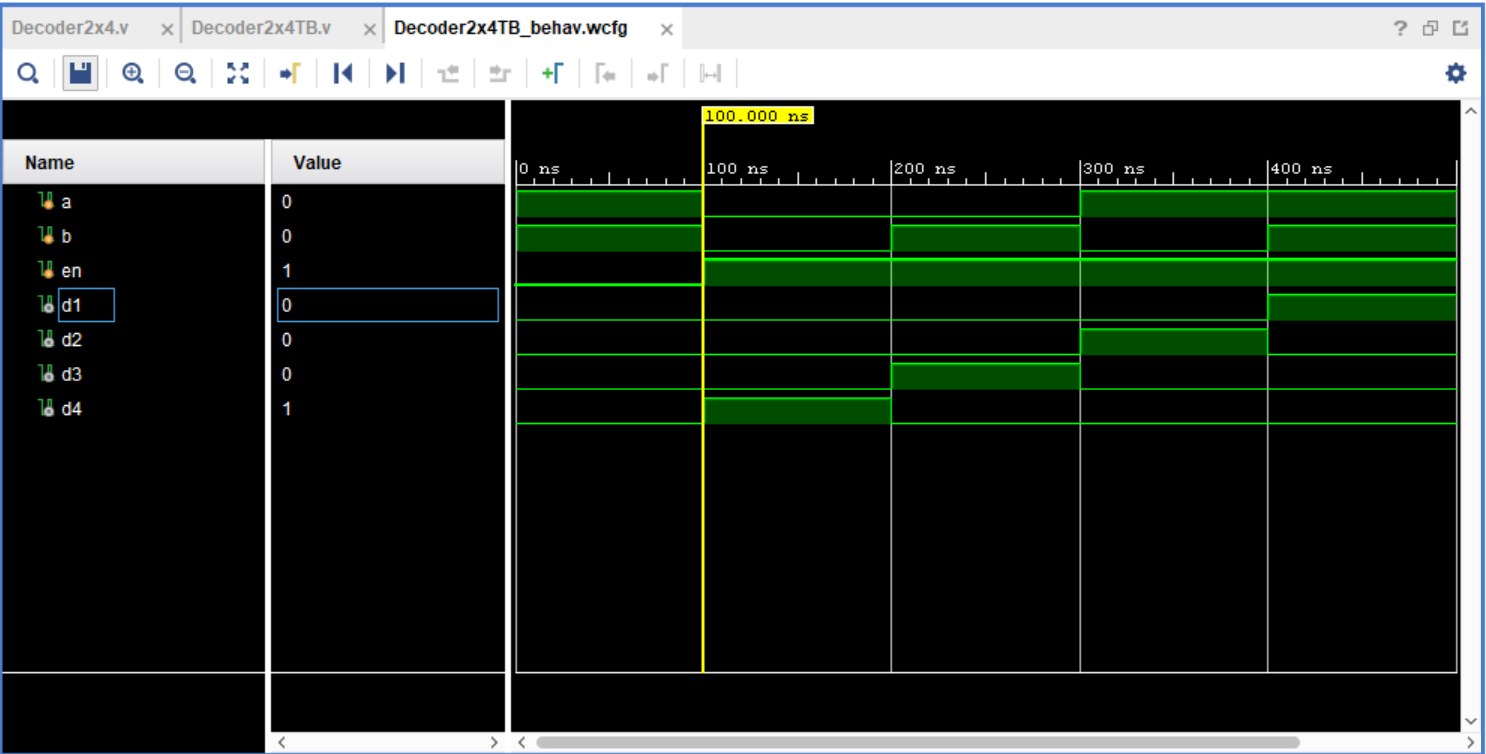 Decoder2x4.v × Decoder2x4TB.v × Decoder2x4TB_behav.wcfg ×
100.000 ns
Name Value 0 ns 100 ns 200 ns 300 ns 400 ns
a 0
b 0
en 1
d1 0
d2 0
d3 0
d4 1